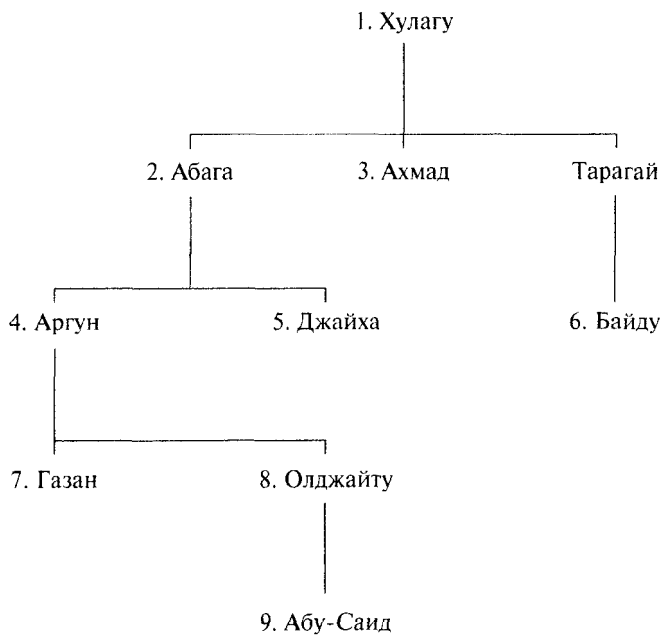 1. Хулагу
2. Абага 3. Ахмад Тарагай
4. Аргун 5. Джайха 6. Байду
7. Газан 8. Олджайту
9. Абу-Саид